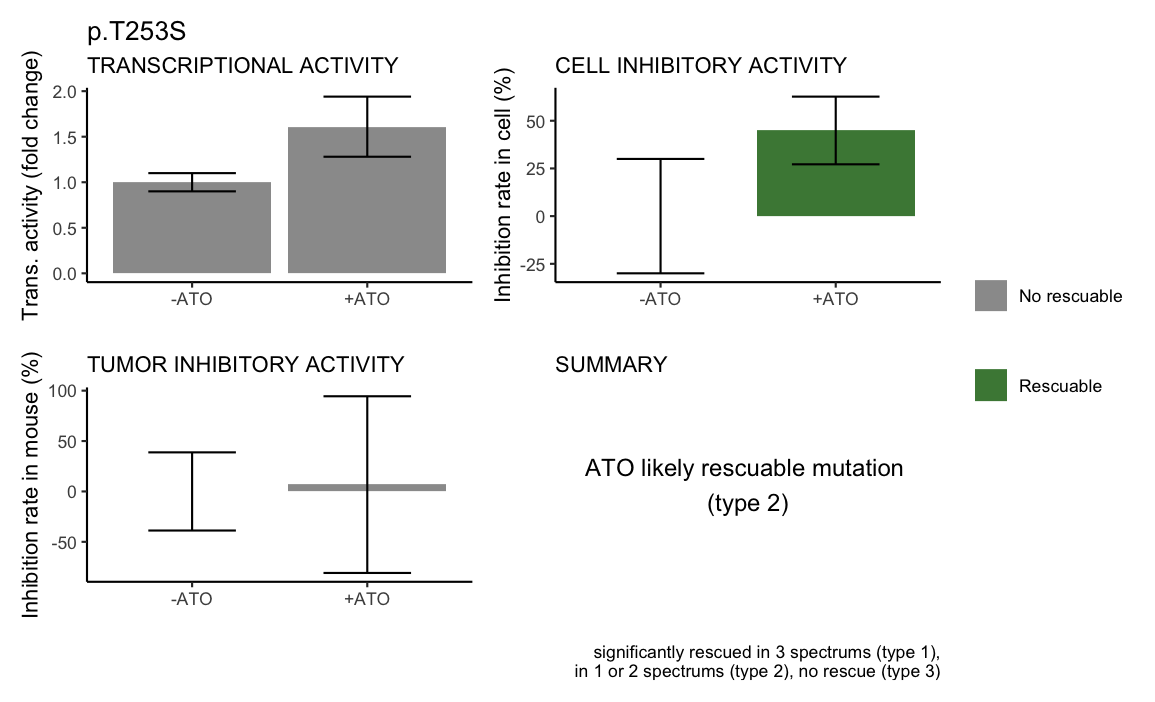 p.T253S
TRANSCRIPTIONAL ACTIVITY
Trans. activity (fold change)
2.0
1.5
1.0
0.5
0.0
-ATO
+ATO
CELL INHIBITORY ACTIVITY
Inhibition rate in cell (%)
50
25
0
-25
-ATO
+ATO
No rescuable
Rescuable
TUMOR INHIBITORY ACTIVITY
Inhibition rate in mouse (%)
100
50
0
-50
-ATO
+ATO
SUMMARY
ATO likely rescuable mutation
(type 2)
significantly rescued in 3 spectrums (type 1),
in 1 or 2 spectrums (type 2), no rescue (type 3)